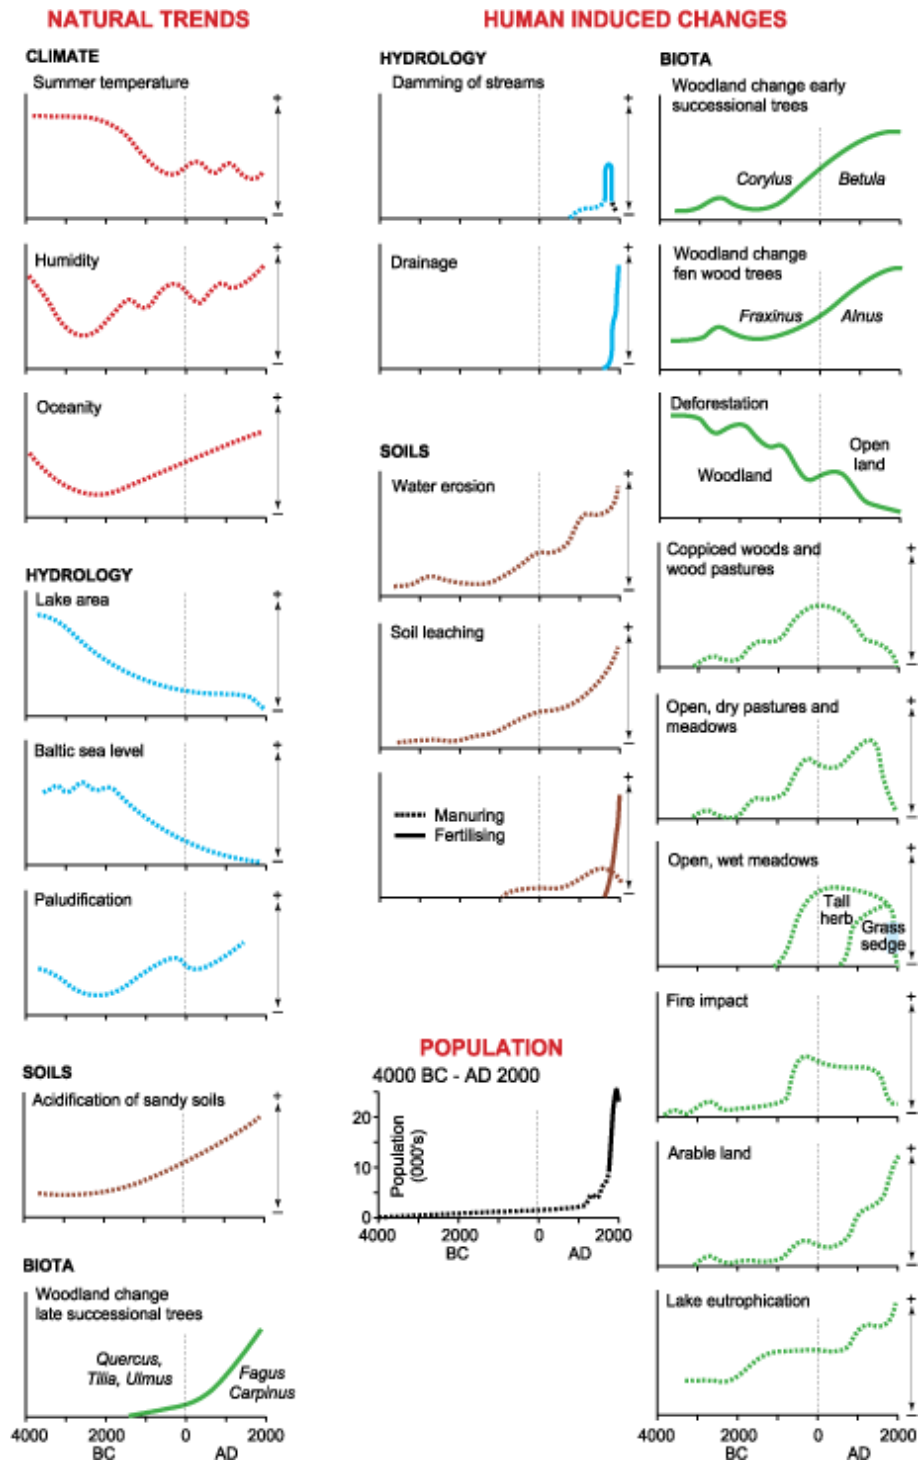 NATURAL TRENDS
CLIMATE
Summer temperature
+
–
Humidity
+
–
Oceanity
+
–
HYDROLOGY
Lake area
+
–
Baltic sea level
+
–
Paludification
+
–
SOILS
Acidification of sandy soils
+
–
BIOTA
Woodland change
late successional trees
Quercus,
Tilia, Ulmus
Fagus
Carpinus
4000 2000 0 2000
BC AD
HUMAN INDUCED CHANGES
HYDROLOGY
Damming of streams
+
–
Drainage
+
–
SOILS
Water erosion
+
–
Soil leaching
+
–
Manuring
Fertilising
+
–
POPULATION
4000 BC - AD 2000
Population
(000's)
20
10
0
4000 2000 0 2000
BC AD
BIOTA
Woodland change early
successional trees
Corylus Betula
+
–
Woodland change
fen wood trees
Fraxinus Alnus
+
–
Deforestation
Woodland
Open
land
Coppiced woods and
wood pastures
+
–
Open, dry pastures and
meadows
+
–
Open, wet meadows
Tall
herb
Grass
sedge
+
–
Fire impact
+
–
Arable land
+
–
Lake eutrophication
+
–
4000 2000 0 2000
BC AD